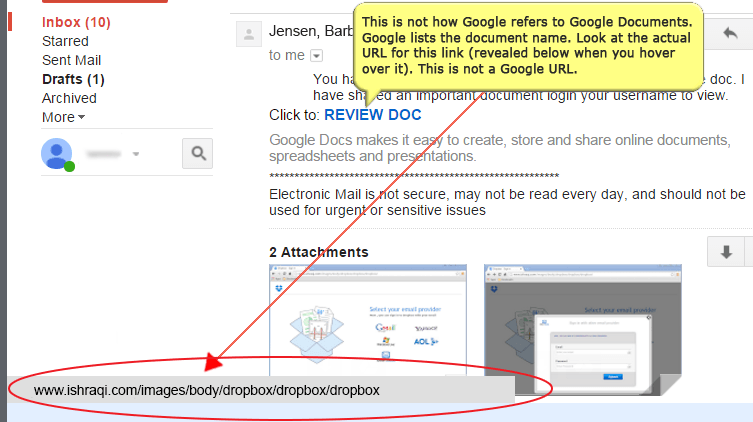 Inbox (10)
Starred
Sent Mail
Drafts (1)
Archived
More
Jensen, Barb
to me
This is not how Google refers to Google Documents.
Google lists the document name. Look at the actual
URL for this link (revealed below when you hover
over it). This is not a Google URL.
You ha
e doc. I
have shared an important document login your username to view.
Click to: REVIEW DOC
Google Docs makes it easy to create, store and share online documents,
spreadsheets and presentations.
**********************************************************
Electronic Mail is not secure, may not be read every day, and should not be
used for urgent or sensitive issues
2 Attachments
Select your email provider
Gmail
YAHOO!
AOL
www.ishraqi.com/images/body/dropbox/dropbox/dropbox